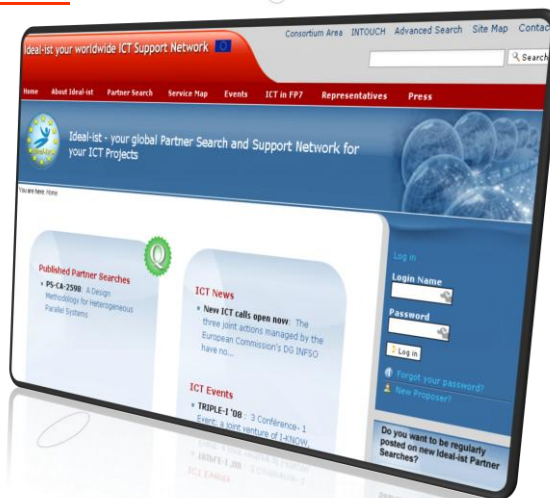 Consortium Area INTOUCH Advanced Search Site Map Contac
Ideal-ist your worldwide ICT Support Network
Search
Home About Ideal-ist Partner Search Service Map Events ICT in FP7 Representatives Press
Ideal-ist - your global Partner Search and Support Network for
your ICT Projects
You are here: Home
Published Partner Searches
PS-CA-2598: A Design
Methodology for Heterogeneous
Parallel Systems
Q
ICT News
New ICT calls open now: The
three joint actions managed by the
European Commission's DG INFSO
have no...
ICT Events
TRIPLE-I '08 : 3 Conference- 1
Event: a joint venture of I-KNOW,
Log in
Login Name
Password
Log in
Forgot your password?
New Proposer?
Do you want to be regularly
posted on new Ideal-ist Partner
Searches?